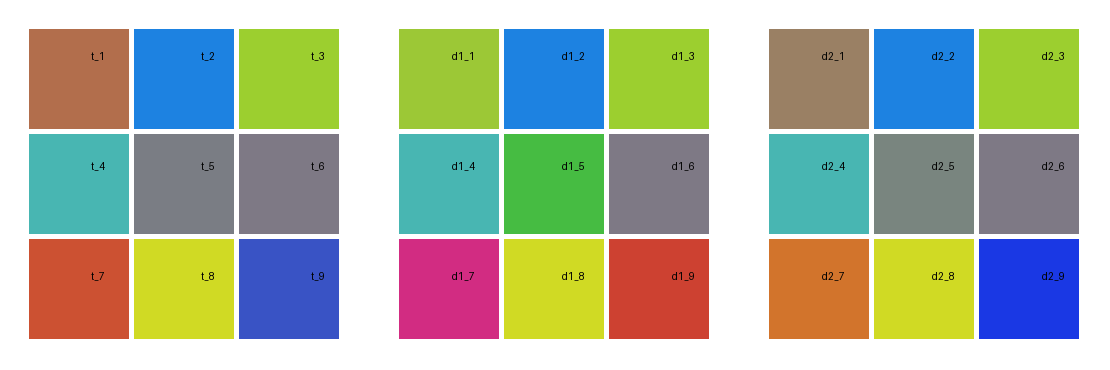 t_1 t_2 t_3 d1_1 d1_2 d1_3 d2_1 d2_2 d2_3
t_4 t_5 t_6 d1_4 d1_5 d1_6 d2_4 d2_5 d2_6
t_7 t_8 t_9 d1_7 d1_8 d1_9 d2_7 d2_8 d2_9